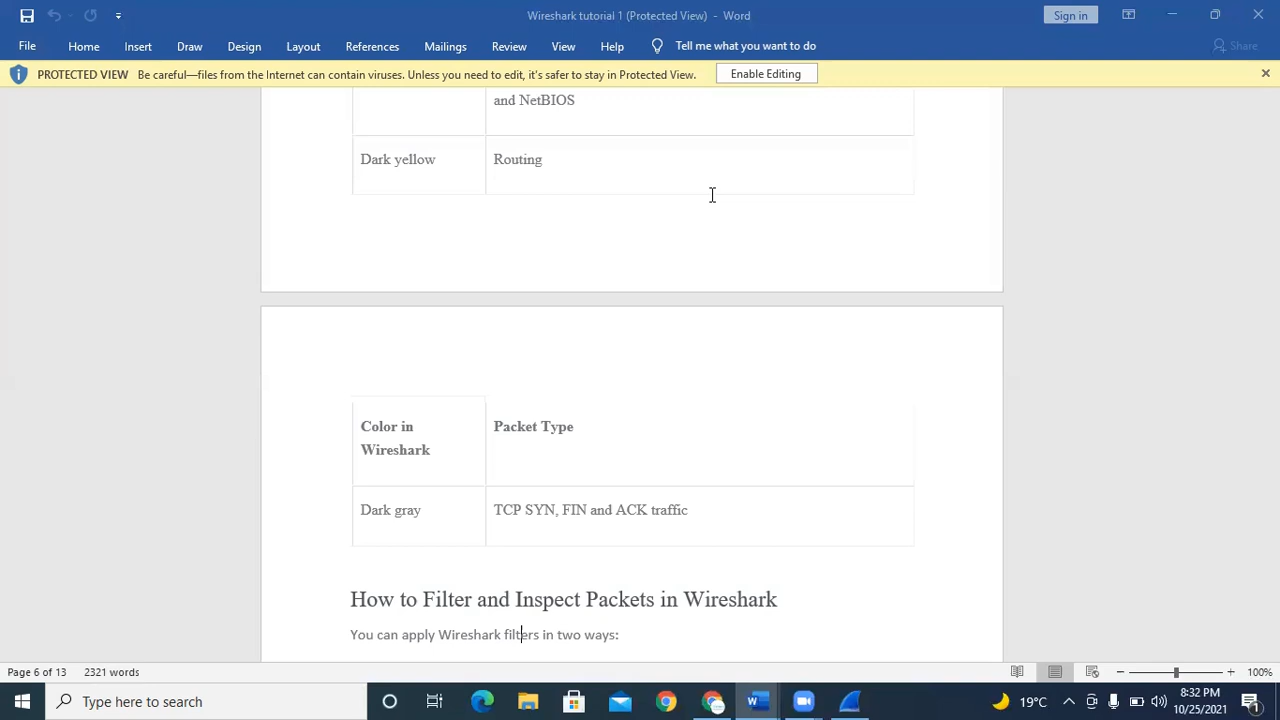 Wireshark tutorial 1 (Protected View) - Word
Sign in
File Home Insert Draw Design Layout References Mailings Review View Help Tell me what you want to do Share
PROTECTED VIEW Be careful—files from the Internet can contain viruses. Unless you need to edit, it's safer to stay in Protected View. Enable Editing
and NetBIOS
Dark yellow Routing
Color in Packet Type
Wireshark
Dark gray TCP SYN, FIN and ACK traffic
How to Filter and Inspect Packets in Wireshark
You can apply Wireshark filters in two ways:
Page 6 of 13 2321 words 100%
Type here to search 19°C 8:32 PM
10/25/2021 1